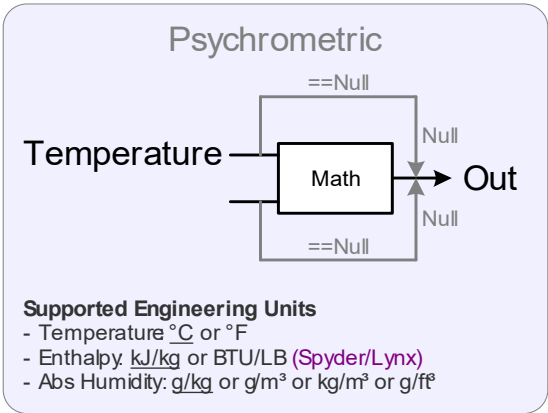 Psychrometric
==Null
Null
Temperature
Math
Out
Null
==Null
Supported Engineering Units
- Temperature: °C or °F
- Enthalpy: kJ/kg or BTU/LB (Spyder/Lynx)
- Abs Humidity: g/kg or g/m³ or kg/m³ or g/ft³